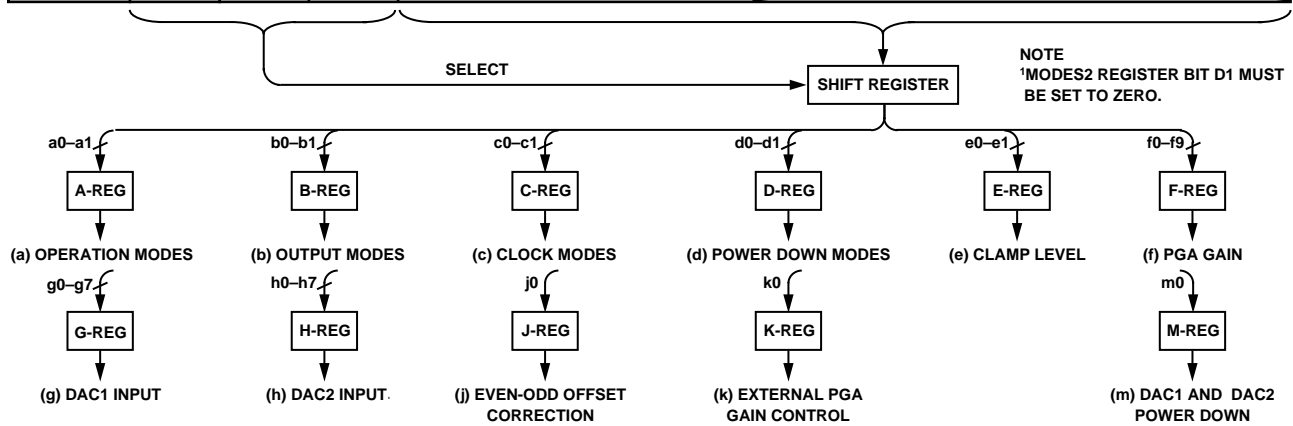 SELECT
SHIFT REGISTER
NOTE
¹MODES2 REGISTER BIT D1 MUST
BE SET TO ZERO.
a0–a1
b0–b1
c0–c1
d0–d1
e0–e1
f0–f9
A-REG
B-REG
C-REG
D-REG
E-REG
F-REG
(a) OPERATION MODES
(b) OUTPUT MODES
(c) CLOCK MODES
(d) POWER DOWN MODES
(e) CLAMP LEVEL
(f) PGA GAIN
g0–g7
h0–h7
j0
k0
m0
G-REG
H-REG
J-REG
K-REG
M-REG
(g) DAC1 INPUT
(h) DAC2 INPUT.
(j) EVEN-ODD OFFSET
CORRECTION
(k) EXTERNAL PGA
GAIN CONTROL
(m) DAC1 AND DAC2
POWER DOWN